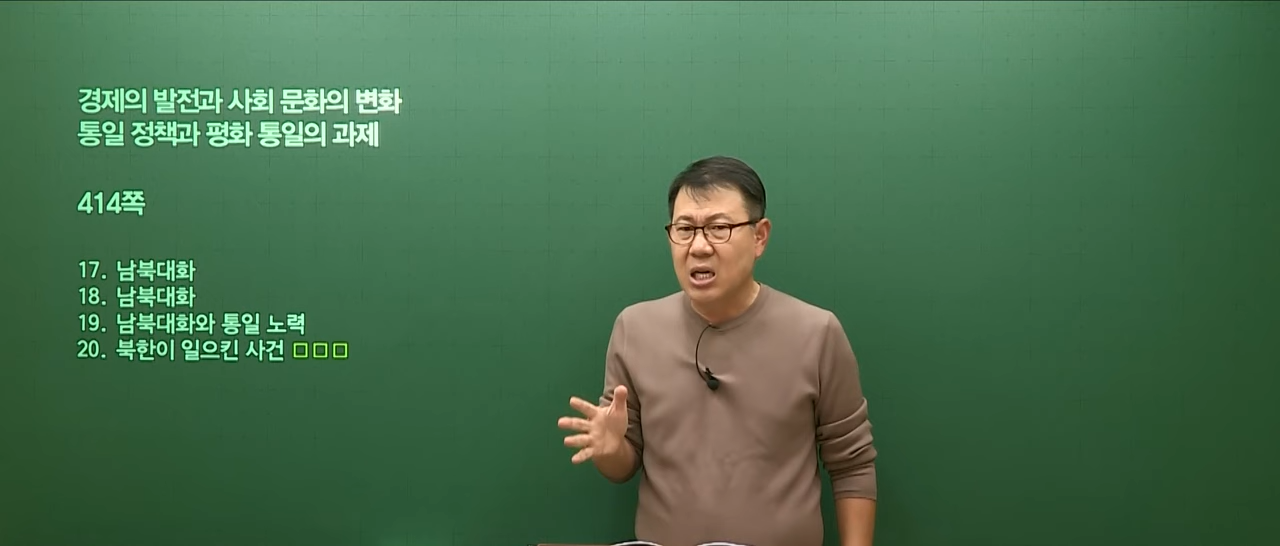 경제의 발전과 사회 문화의 변화
통일 정책과 평화 통일의 과제
414쪽
17. 남북대화
18. 남북대화
19. 남북대화와 통일 노력
20. 북한이 일으킨 사건 □□□